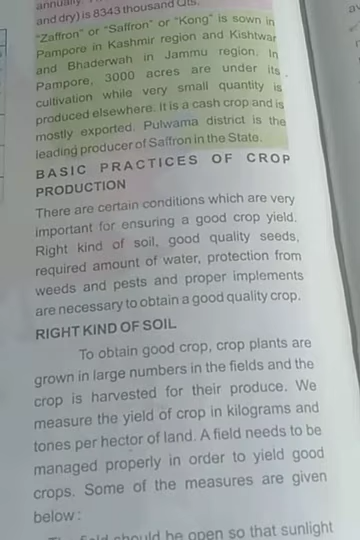 annually
and dry) is 8343 thousand Qts.
"Zaffron" or "Saffron" or "Kong" is sown in
Pampore in Kashmir region and Kishtwar
and Bhaderwah in Jammu region. In
Pampore, 3000 acres are under its
cultivation while very small quantity is
produced elsewhere. It is a cash crop and is
mostly exported. Pulwama district is the
leading producer of Saffron in the State.
BASIC PRACTICES OF CROP
PRODUCTION
There are certain conditions which are very
important for ensuring a good crop yield.
Right kind of soil, good quality seeds,
required amount of water, protection from
weeds and pests and proper implements
are necessary to obtain a good quality crop.
RIGHT KIND OF SOIL
To obtain good crop, crop plants are
grown in large numbers in the fields and the
crop is harvested for their produce. We
measure the yield of crop in kilograms and
tones per hector of land. A field needs to be
managed properly in order to yield good
crops. Some of the measures are given
below :
field should be open so that sunlight